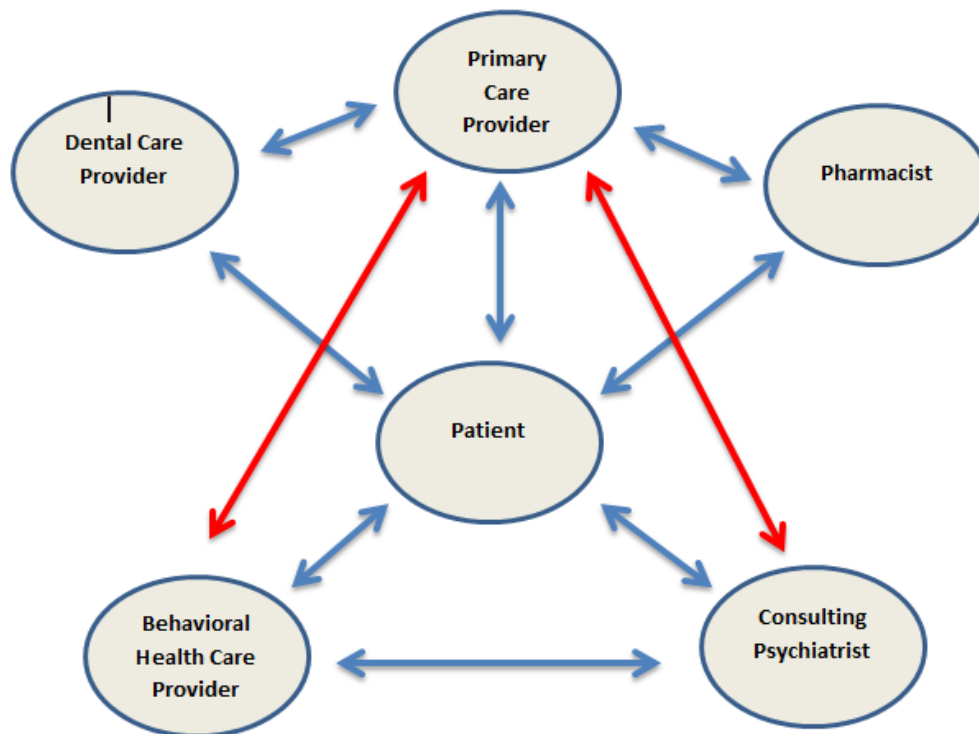 Primary
Care
Provider
Dental Care
Provider
Pharmacist
Patient
Behavioral
Health Care
Provider
Consulting
Psychiatrist